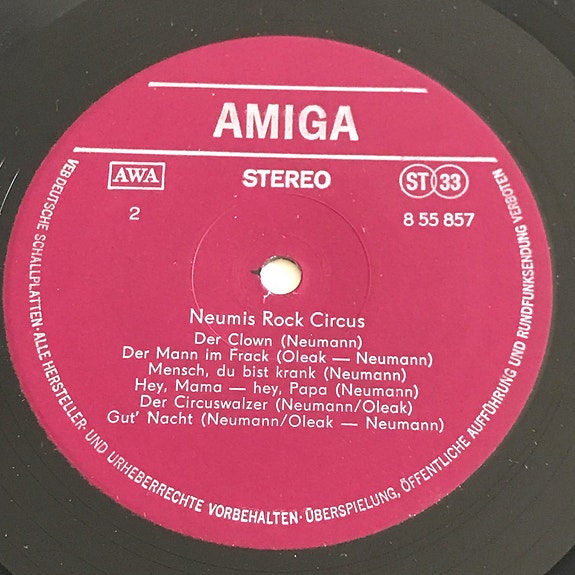 AMIGA
AWA
STEREO
ST 33
2
8 55 857
Neumis Rock Circus
Der Clown (Neumann)
Der Mann im Frack (Oleak — Neumann)
Mensch, du bist krank (Neumann)
Hey, Mama — hey, Papa (Neumann)
Der Circuswalzer (Neumann/Oleak)
Gut' Nacht (Neumann/Oleak — Neumann)
VEB DEUTSCHE SCHALLPLATTEN · ALLE HERSTELLER- UND URHEBERRECHTE VORBEHALTEN · ÜBERSPIELUNG, ÖFFENTLICHE AUFFÜHRUNG UND RUNDFUNKSENDUNG VERBOTEN